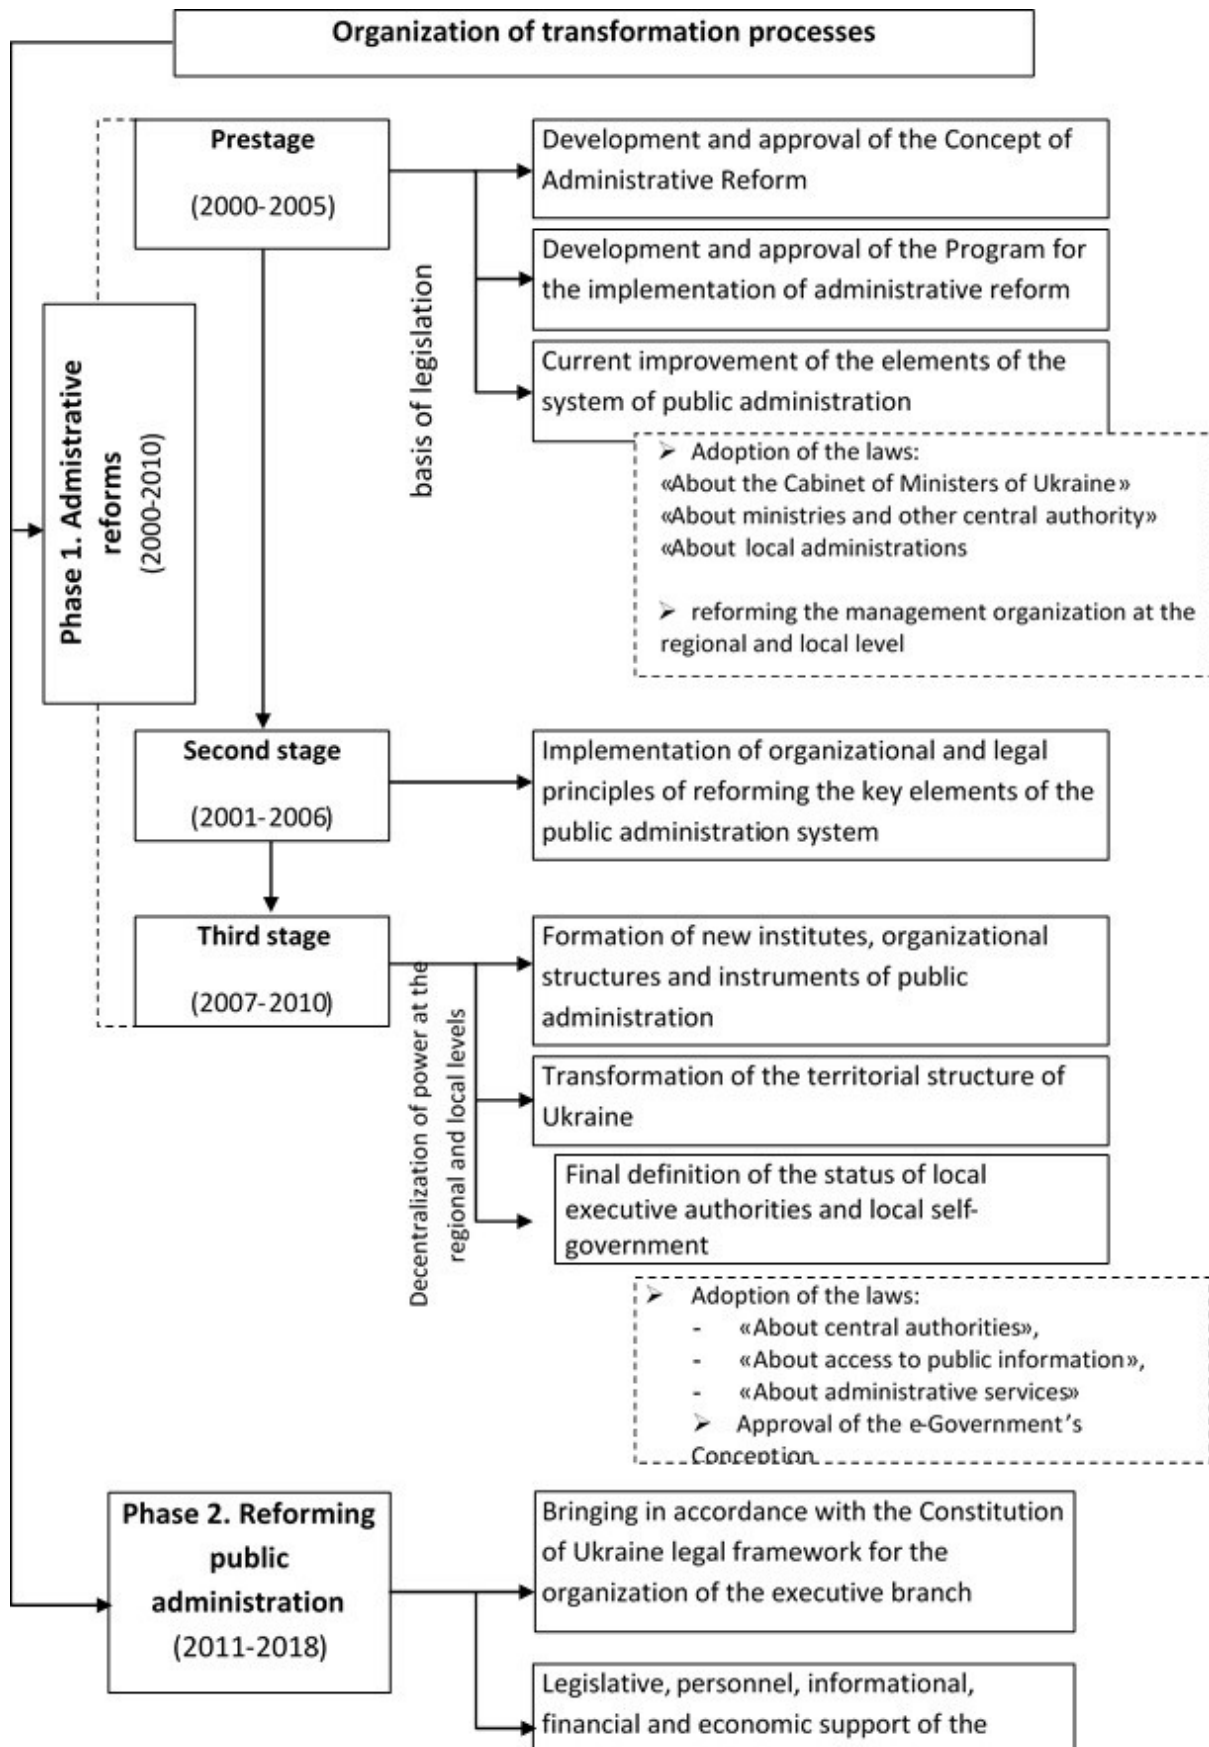 Organization of transformation processes
Prestage
(2000-2005)
Development and approval of the Concept of
Administrative Reform
Development and approval of the Program for
the implementation of administrative reform
Current improvement of the elements of the
system of public administration
basis of legislation
➢ Adoption of the laws:
«About the Cabinet of Ministers of Ukraine»
«About ministries and other central authority»
«About local administrations
➢ reforming the management organization at the
regional and local level
Phase 1. Admistrative
reforms
(2000-2010)
Second stage
(2001-2006)
Implementation of organizational and legal
principles of reforming the key elements of the
public administration system
Third stage
(2007-2010)
Decentralization of power at the
regional and local levels
Formation of new institutes, organizational
structures and instruments of public
administration
Transformation of the territorial structure of
Ukraine
Final definition of the status of local
executive authorities and local self-
government
➢ Adoption of the laws:
- «About central authorities»,
- «About access to public information»,
- «About administrative services»
➢ Approval of the e-Government's
Conception
Phase 2. Reforming
public
administration
(2011-2018)
Bringing in accordance with the Constitution
of Ukraine legal framework for the
organization of the executive branch
Legislative, personnel, informational,
financial and economic support of the